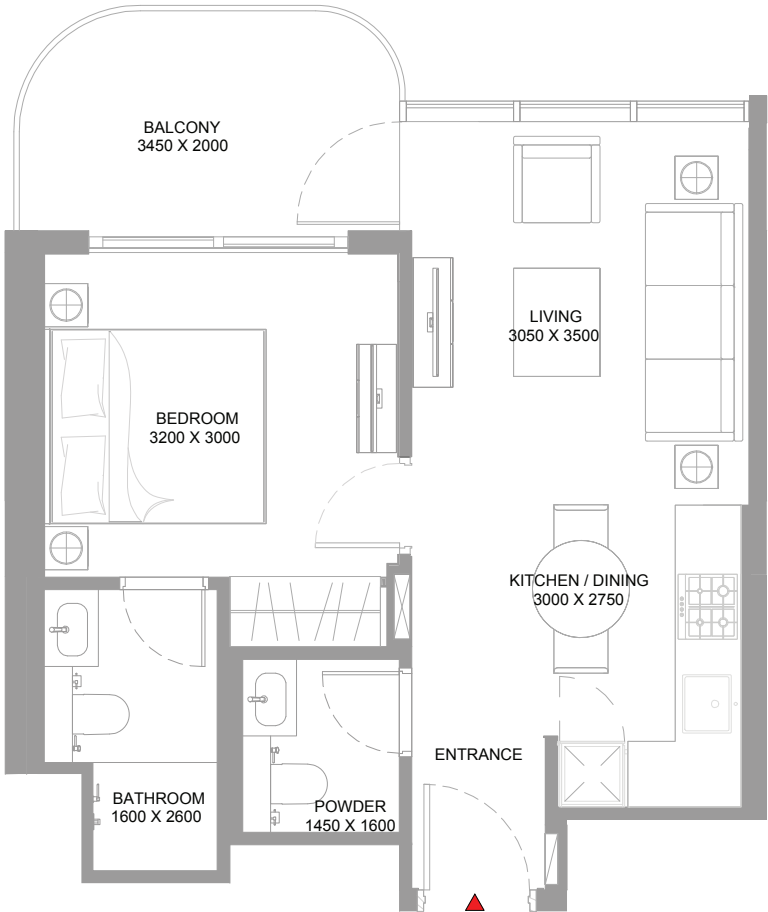 BALCONY
3450 X 2000
LIVING
3050 X 3500
BEDROOM
3200 X 3000
KITCHEN / DINING
3000 X 2750
ENTRANCE
BATHROOM
1600 X 2600
POWDER
1450 X 1600